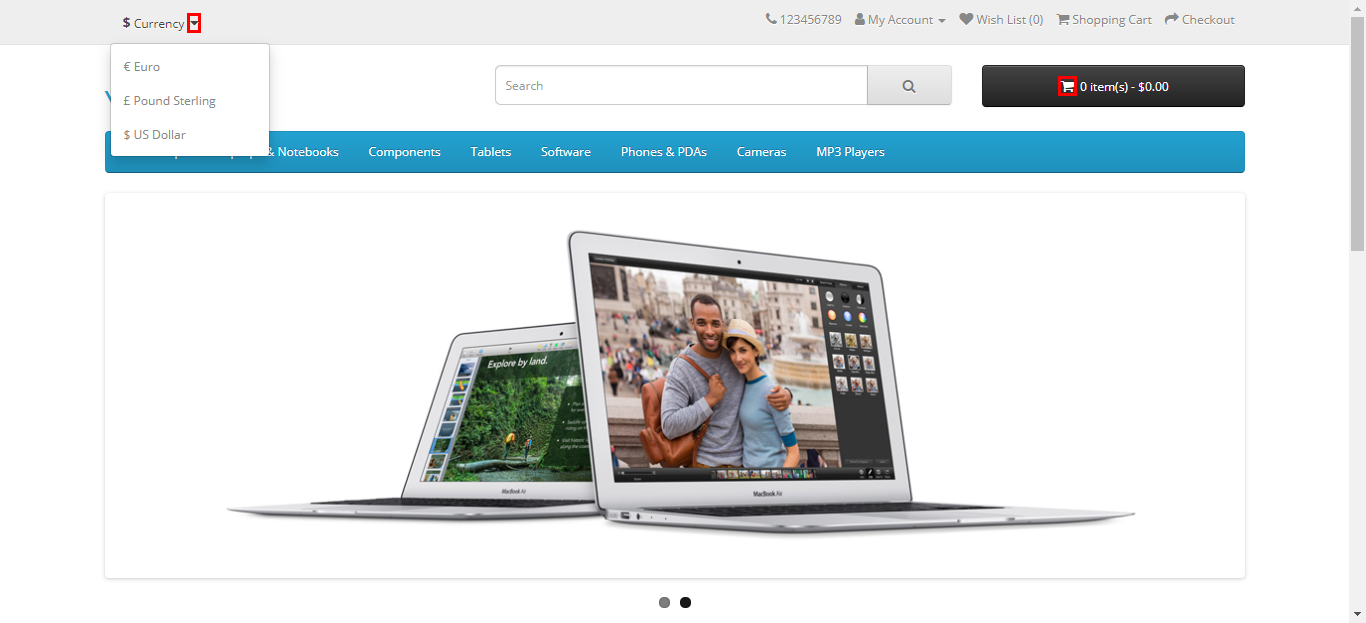 $ Currency
123456789 My Account Wish List (0) Shopping Cart Checkout
€ Euro
£ Pound Sterling
$ US Dollar
Search
0 item(s) - $0.00
& Notebooks Components Tablets Software Phones & PDAs Cameras MP3 Players
Explore by land.
MacBook Air
MacBook Air